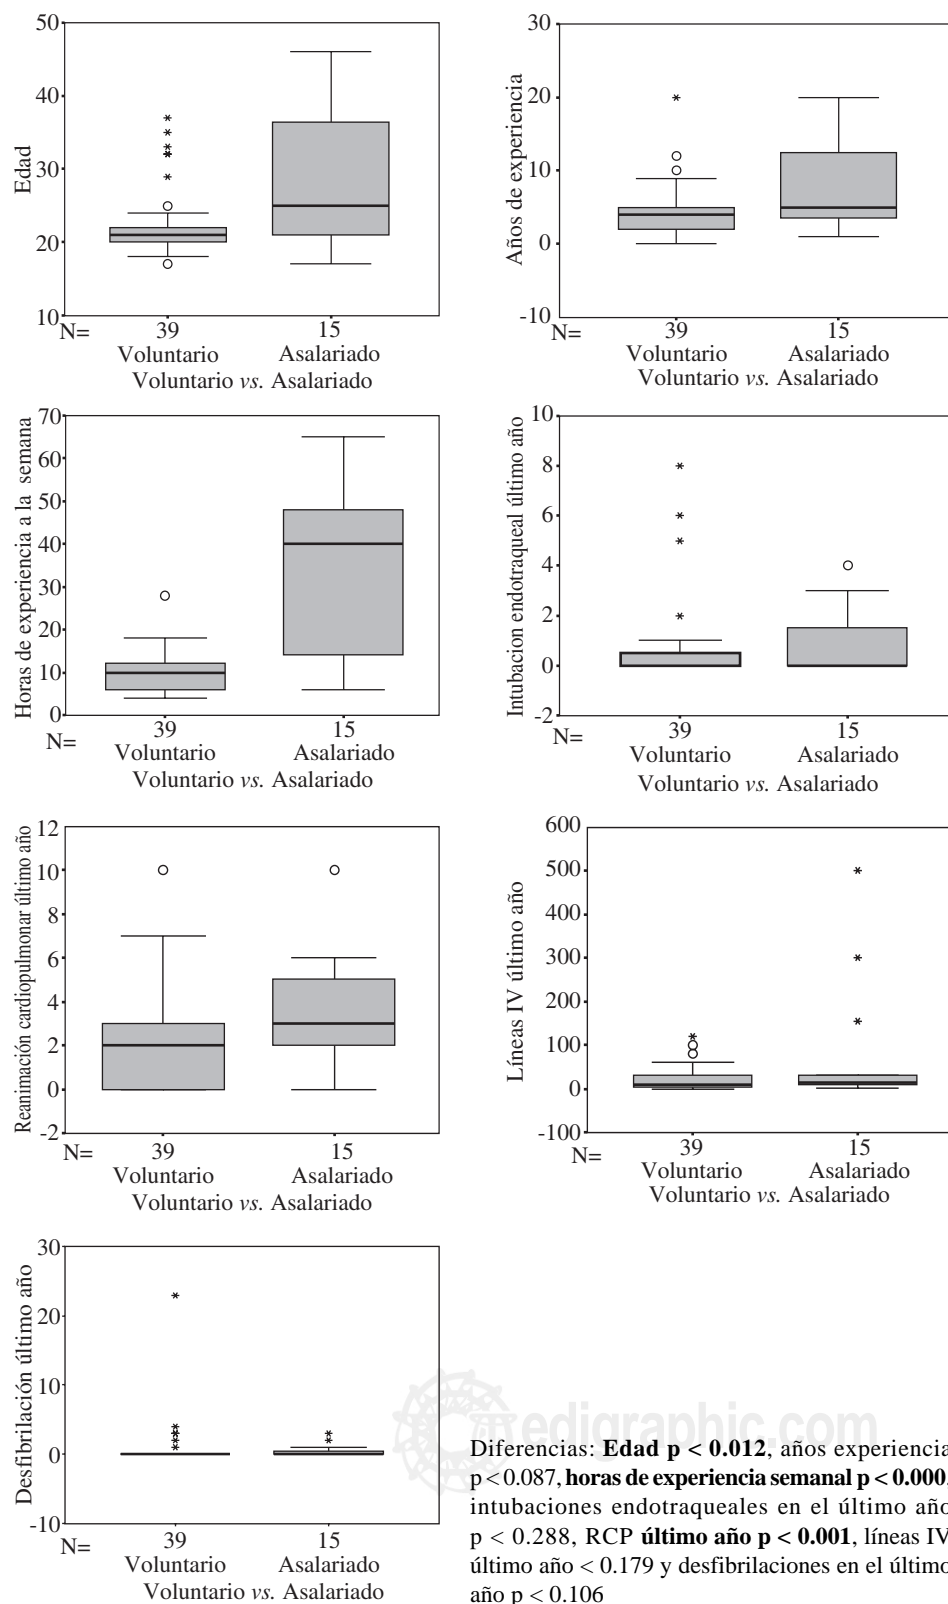 50
40
30
20
10
Edad
N=
39
15
Voluntario
Asalariado
Voluntario vs. Asalariado
30
20
10
0
-10
Años de experiencia
N=
39
15
Voluntario
Asalariado
Voluntario vs. Asalariado
70
60
50
40
30
20
10
0
Horas de experiencia a la semana
N=
39
15
Voluntario
Asalariado
Voluntario vs. Asalariado
10
8
6
4
2
0
-2
Intubacion endotraqueal último año
N=
39
15
Voluntario
Asalariado
Voluntario vs. Asalariado
12
10
8
6
4
2
0
-2
Reanimación cardiopulmonar último año
N=
39
15
Voluntario
Asalariado
Voluntario vs. Asalariado
600
500
400
300
200
100
0
-100
Líneas IV último año
N=
39
15
Voluntario
Asalariado
Voluntario vs. Asalariado
30
20
10
0
-10
Desfibrilación último año
N=
39
15
Voluntario
Asalariado
Voluntario vs. Asalariado
edigraphic.com
Diferencias: Edad p < 0.012, años experiencia
p < 0.087, horas de experiencia semanal p < 0.000,
intubaciones endotraqueales en el último año
p < 0.288, RCP último año p < 0.001, líneas IV
último año < 0.179 y desfibrilaciones en el último
año p < 0.106